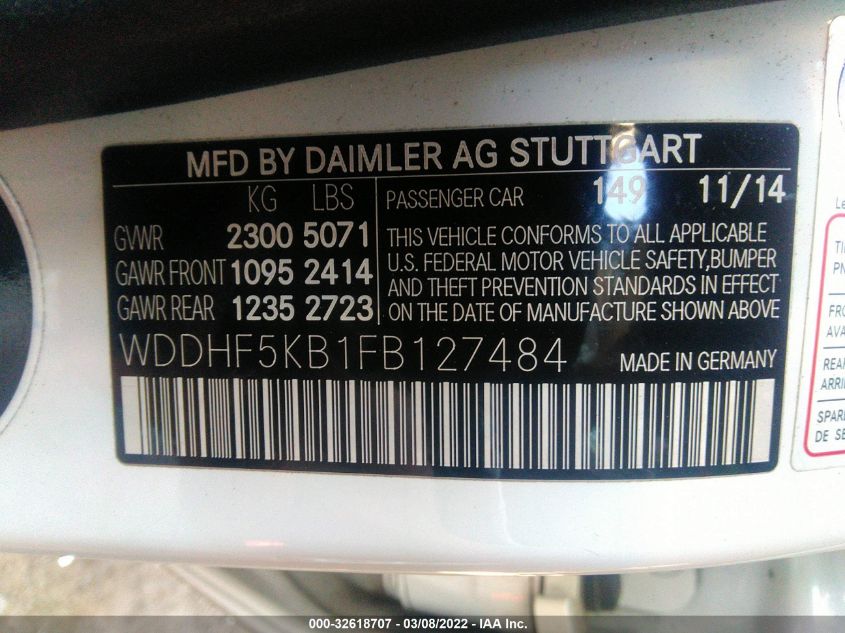 MFD BY DAIMLER AG STUTTGART
KG LBS
PASSENGER CAR 149 11/14
GVWR 2300 5071
GAWR FRONT 1095 2414
GAWR REAR 1235 2723
THIS VEHICLE CONFORMS TO ALL APPLICABLE
U.S. FEDERAL MOTOR VEHICLE SAFETY,BUMPER
AND THEFT PREVENTION STANDARDS IN EFFECT
ON THE DATE OF MANUFACTURE SHOWN ABOVE
WDDHF5KB1FB127484 MADE IN GERMANY
DE
000-32618707 - 03/08/2022 - IAA Inc.